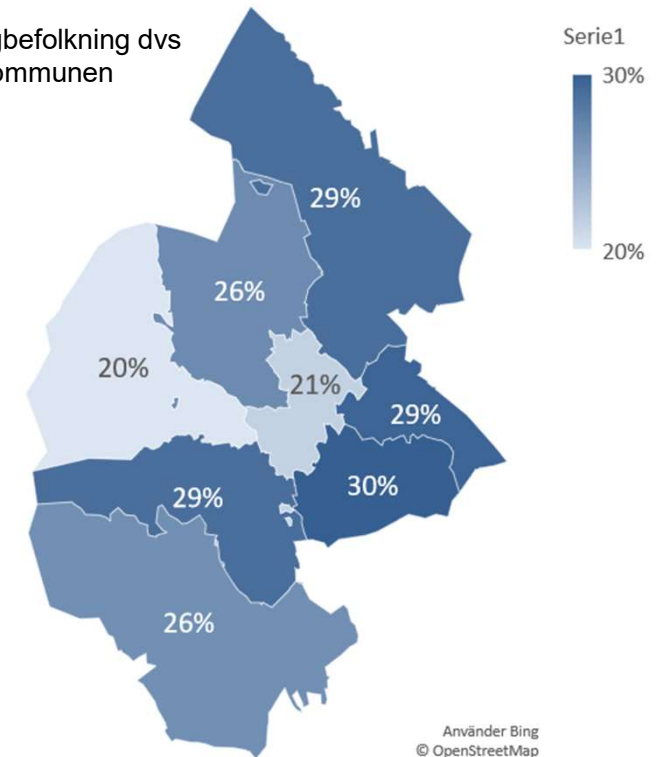 gbefolkning dvs
ommunen
Serie1
30%
20%
29%
26%
20%
21%
29%
30%
29%
26%
Använder Bing
© OpenStreetMap